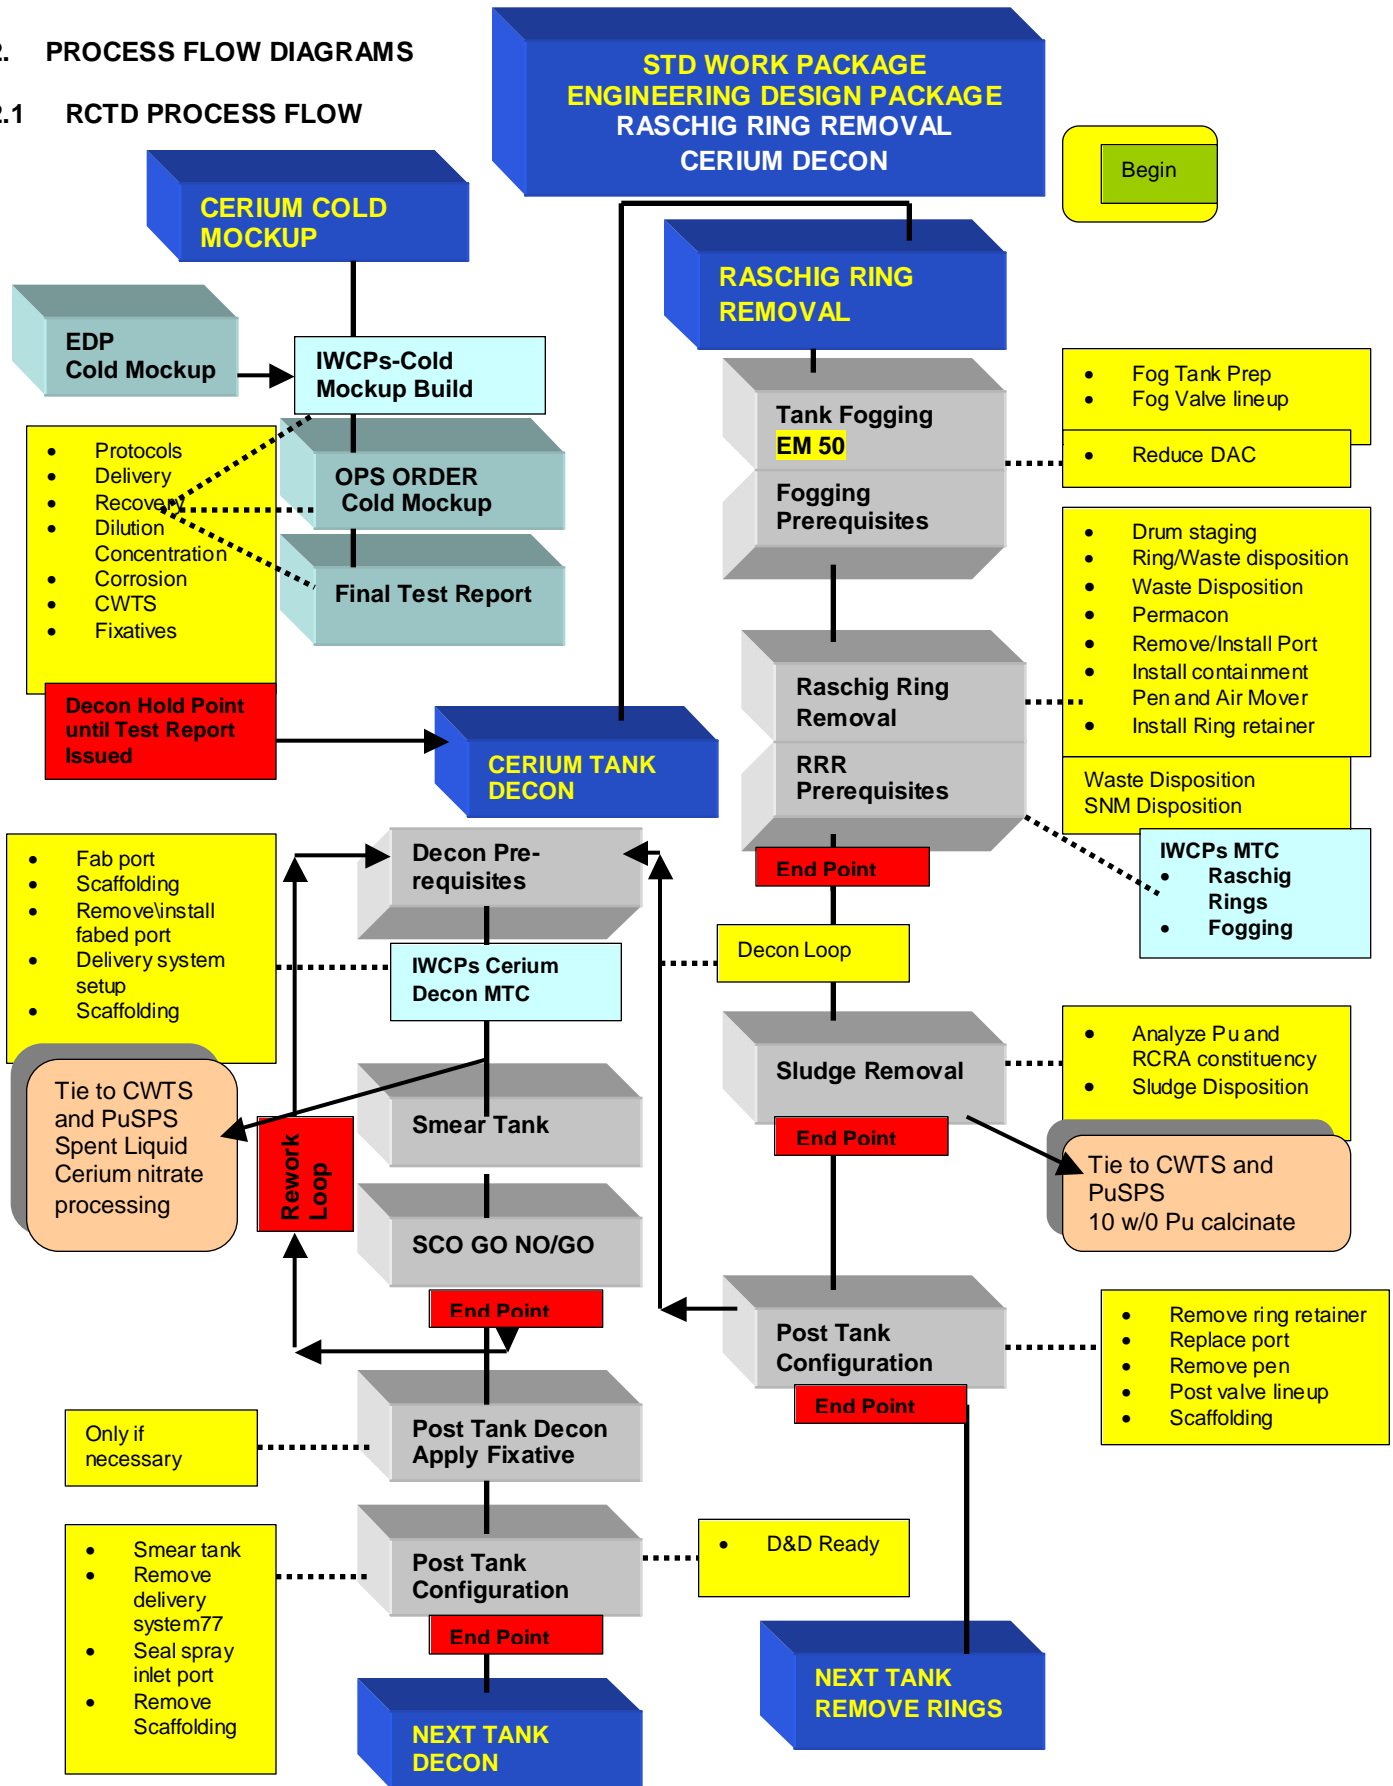 2. PROCESS FLOW DIAGRAMS
2.1 RCTD PROCESS FLOW
STD WORK PACKAGE
ENGINEERING DESIGN PACKAGE
RASCHIG RING REMOVAL
CERIUM DECON
Begin
CERIUM COLD
MOCKUP
RASCHIG RING
REMOVAL
EDP
Cold Mockup
IWCPs-Cold
Mockup Build
OPS ORDER
Cold Mockup
Final Test Report
• Protocols
• Delivery
• Recovery
• Dilution
Concentration
• Corrosion
• CWTS
• Fixatives
Decon Hold Point
until Test Report
Issued
CERIUM TANK
DECON
Tank Fogging
EM 50
Fogging
Prerequisites
• Fog Tank Prep
• Fog Valve lineup
• Reduce DAC
• Drum staging
• Ring/Waste disposition
• Waste Disposition
• Permacon
• Remove/Install Port
• Install containment
Pen and Air Mover
• Install Ring retainer
Raschig Ring
Removal
RRR
Prerequisites
End Point
Waste Disposition
SNM Disposition
IWCPs MTC
• Raschig
Rings
• Fogging
• Fab port
• Scaffolding
• Remove\install
fabed port
• Delivery system
setup
• Scaffolding
Decon Pre-
requisites
IWCPs Cerium
Decon MTC
Decon Loop
Tie to CWTS
and PuSPS
Spent Liquid
Cerium nitrate
processing
Rework
Loop
Smear Tank
SCO GO NO/GO
End Point
Sludge Removal
End Point
• Analyze Pu and
RCRA constituency
• Sludge Disposition
Tie to CWTS and
PuSPS
10 w/0 Pu calcinate
Post Tank
Configuration
End Point
• Remove ring retainer
• Replace port
• Remove pen
• Post valve lineup
• Scaffolding
Only if
necessary
Post Tank Decon
Apply Fixative
• Smear tank
• Remove
delivery
system77
• Seal spray
inlet port
• Remove
Scaffolding
Post Tank
Configuration
End Point
• D&D Ready
NEXT TANK
DECON
NEXT TANK
REMOVE RINGS